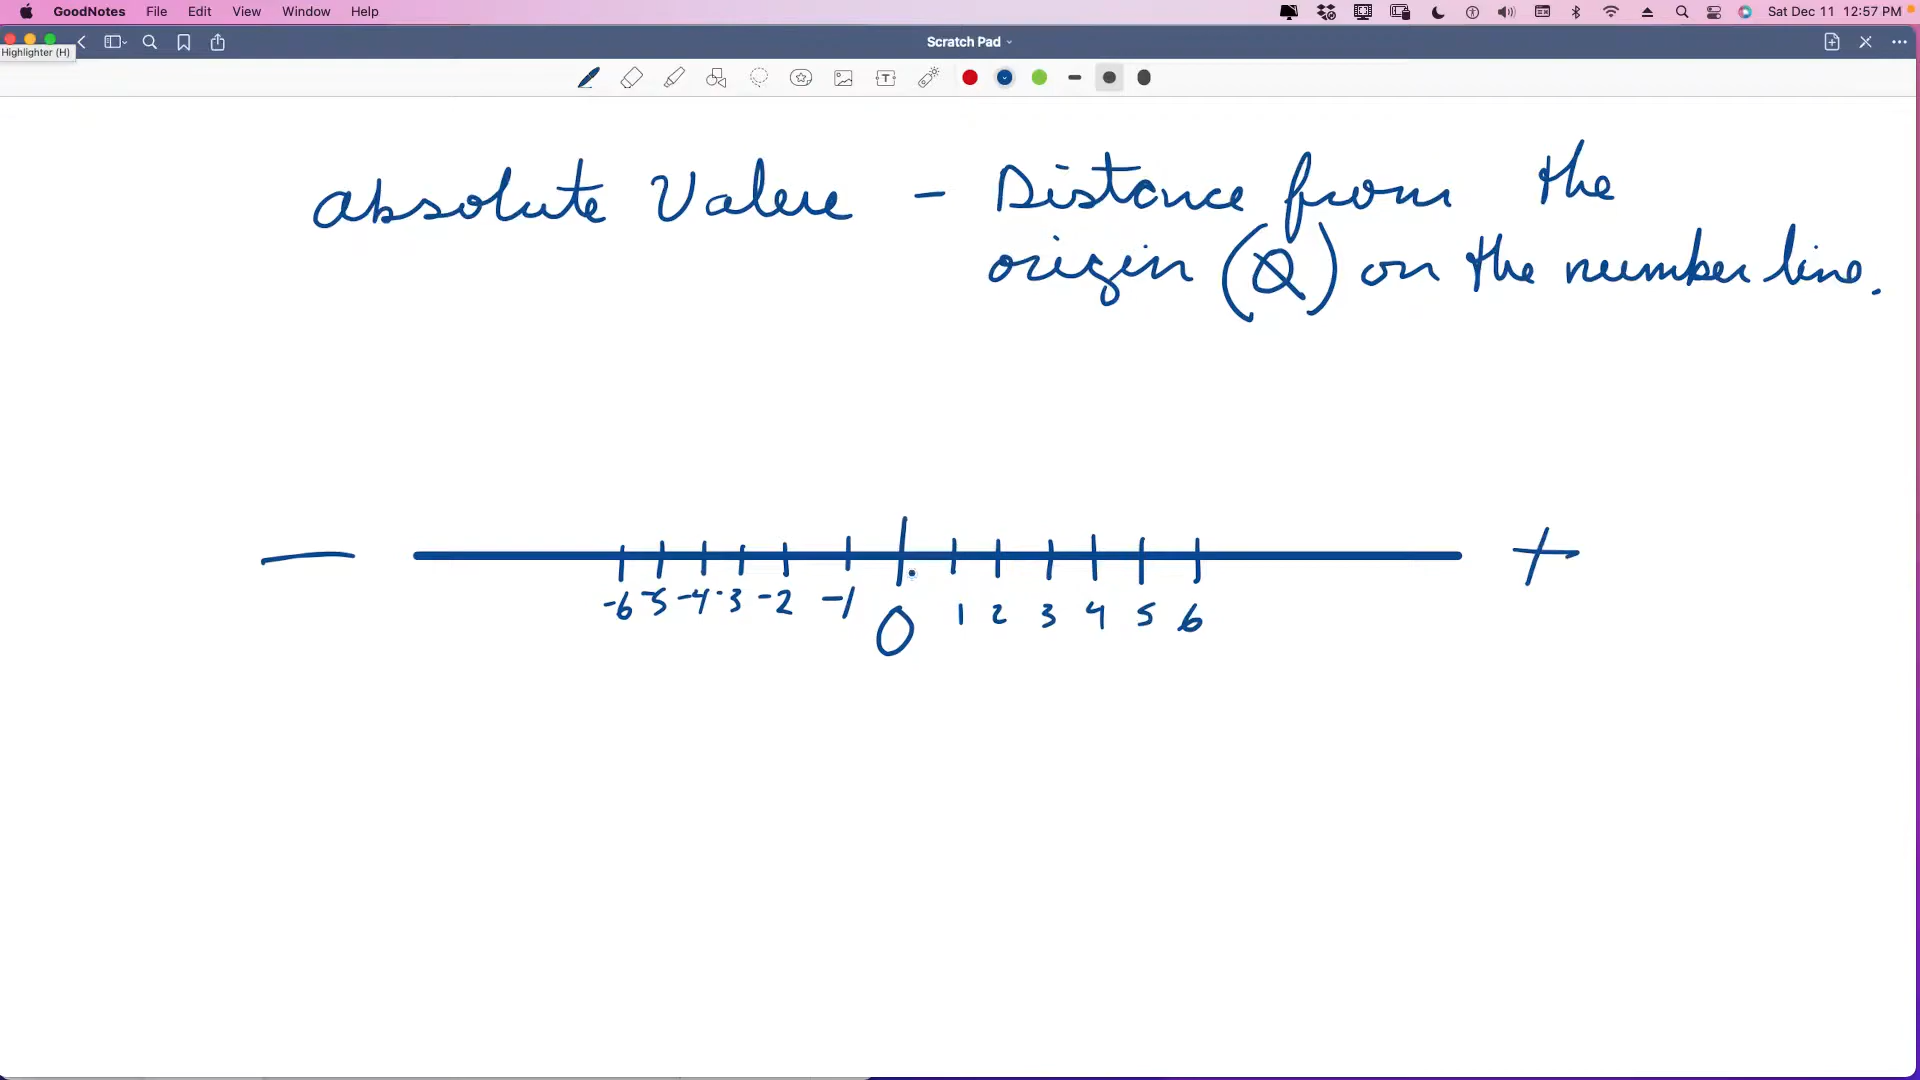 GoodNotes File Edit View Window Help Sat Dec 11 12:57 PM
Highlighter (H)
Scratch Pad
absolute Value - Distance from the
origin (0) on the number line.
— +
-6 -5 -4 -3 -2 -1 0 1 2 3 4 5 6